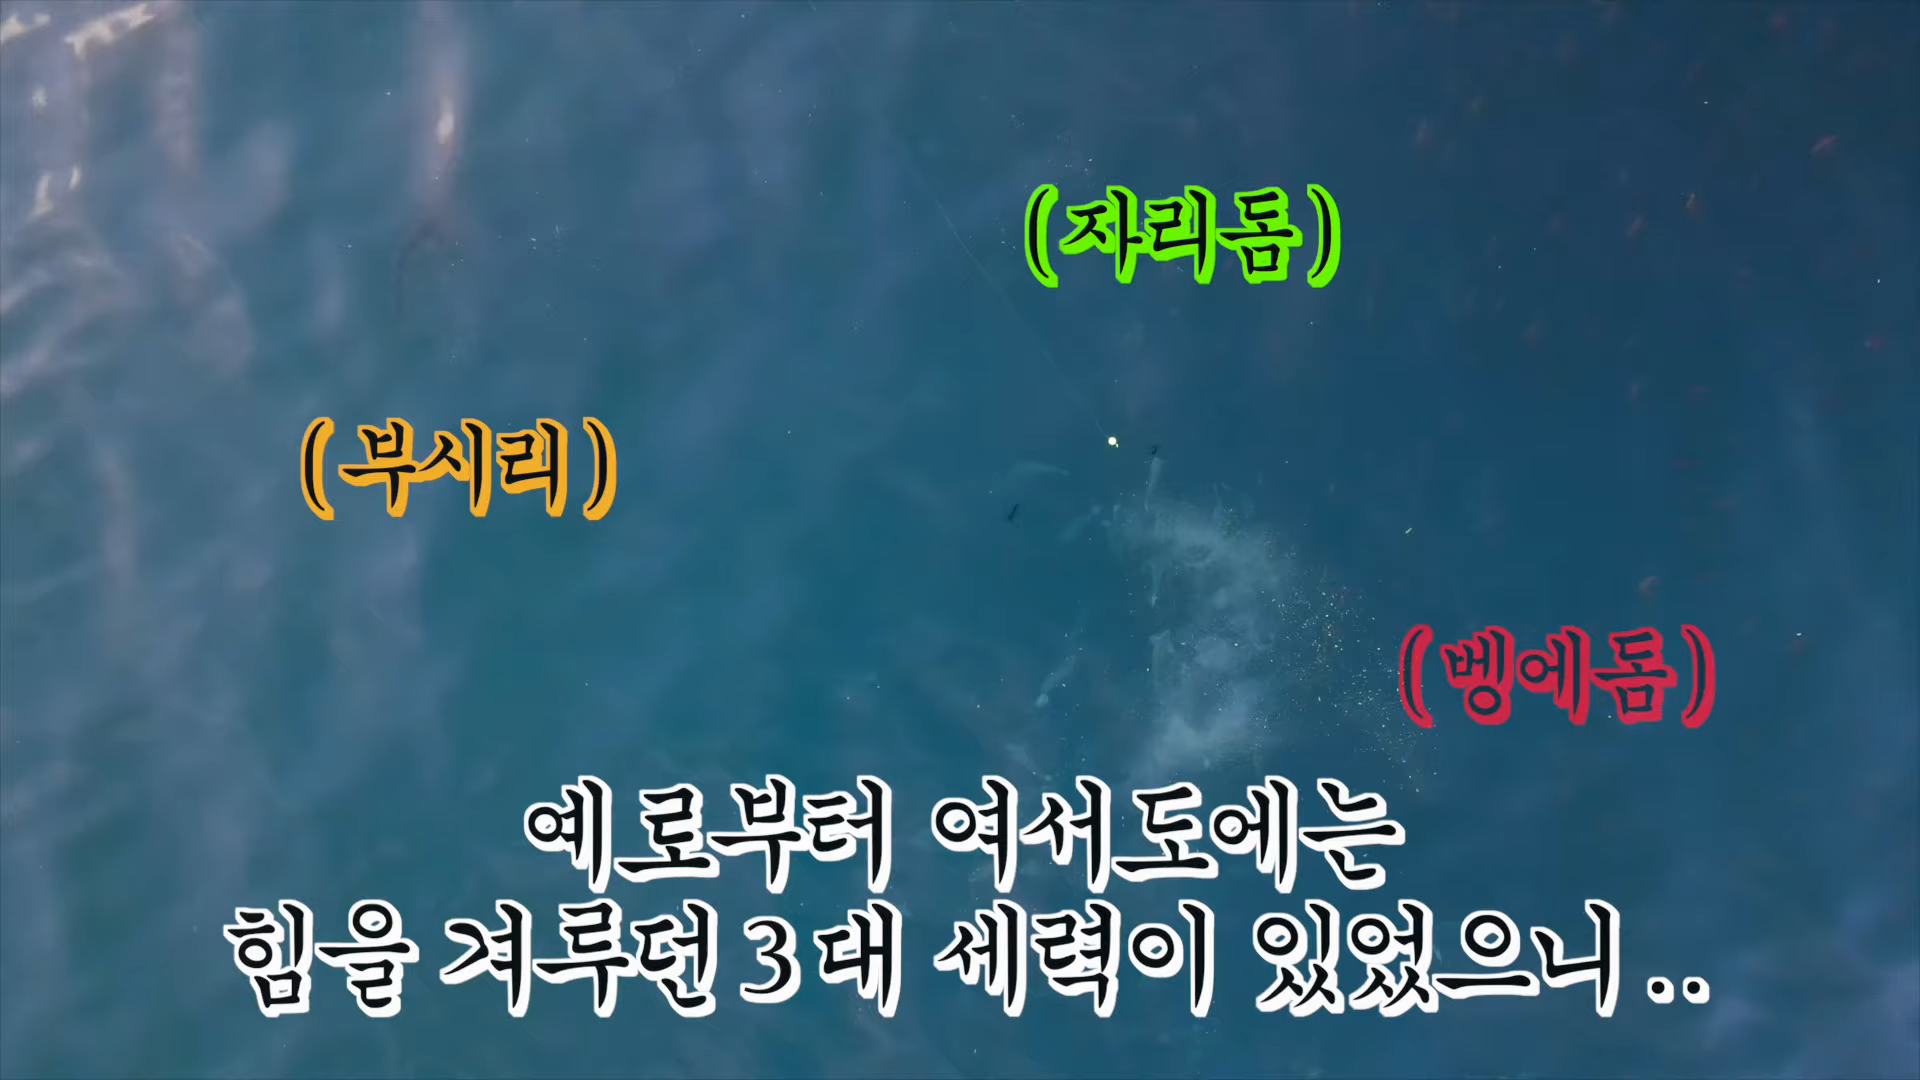 (자리돔)
(부시리)
(벵에돔)
예로부터 여서도에는
힘을 겨루던 3대 세력이 있었으니..